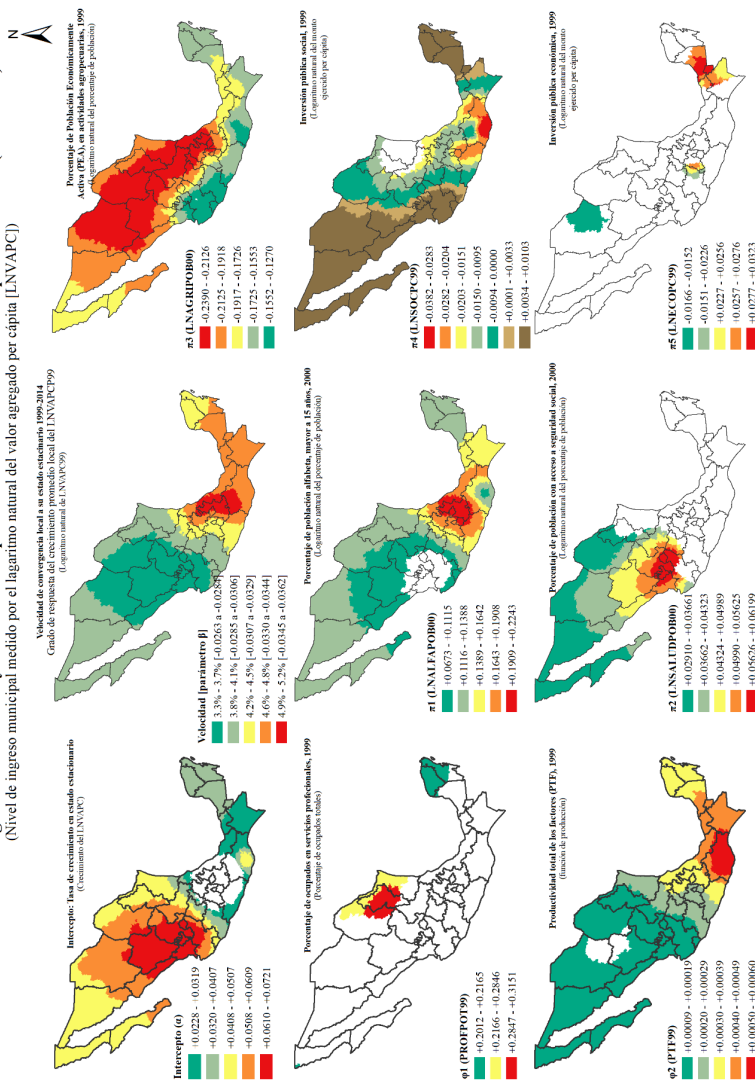 (Nivel de ingreso municipal medido por el lagaritmo natural del valor agregado per cápita [LNVAPC])
N
Intercepto: Tasa de crecimiento en estado estacionario
(Crecimiento del LNVAPC)
Intercepto (α)
+0.0228 - +0.0319
+0.0320 - +0.0407
+0.0408 - +0.0507
+0.0508 - +0.0609
+0.0610 - +0.0721
Velocidad de convergencia local a su estado estacinario 1999-2014
Grado de respuesta del crecimiento promedio local del LNVAPCP99
(Logaritmo natural de LNVAPC99)
Velocidad [parámetro β]
3.3% - 3.7% [-0.0263 a -0.0284]
3.8% - 4.1% [-0.0285 a -0.0306]
4.2% - 4.5% [-0.0307 a -0.0329]
4.6% - 4.8% [-0.0330 a -0.0344]
4.9% - 5.2% [-0.0345 a -0.0362]
Porcentaje de Población Económicamente
Activa (PEA), en actividades agropecuarias, 1999
(Logaritmo natural del porcentaje de población)
π3 (LNAGRIPOB00)
-0.2390 - -0.2126
-0.2125 - -0.1918
-0.1917 - -0.1726
-0.1725 - -0.1553
-0.1552 - -0.1270
Porcentaje de ocupados en servicios profesionales, 1999
(Porcentaje de ocupados totales)
φ1 (PROFPOT99)
+0.2012 - +0.2165
+0.2166 - +0.2846
+0.2847 - +0.3151
Porcentaje de población alfabeta, mayor a 15 años, 2000
(Logaritmo natural del porcentaje de población)
π1 (LNALFAPOB00)
+0.0673 - +0.1115
+0.1116 - +0.1388
+0.1389 - +0.1642
+0.1643 - +0.1908
+0.1909 - +0.2243
Inversión pública social, 1999
(Logaritmo natural del monto
ejercido per cápita)
π4 (LNSOCPC99)
-0.0382 - -0.0283
-0.0282 - -0.0204
-0.0203 - -0.0151
-0.0150 - -0.0095
-0.0094 - 0.0000
+0.0001 - +0.0033
+0.0034 - +0.0103
Productividad total de los factores (PTF), 1999
(función de producción)
φ2 (PTF99)
+0.00009 - +0.00019
+0.00020 - +0.00029
+0.00030 - +0.00039
+0.00040 - +0.00049
+0.00050 - +0.00060
Porcentaje de población con acceso a seguridad social, 2000
(Logaritmo natural del porcentaje de población)
π2 (LNSALUDPOB00)
+0.02910 - +0.03661
+0.03662 - +0.04323
+0.04324 - +0.04989
+0.04990 - +0.05625
+0.05626 - +0.06199
Inversión pública económica, 1999
(Logaritmo natural del monto
ejercido per cápita)
π5 (LNECOPC99)
-0.0166 - -0.0152
-0.0151 - +0.0226
+0.0227 - +0.0256
+0.0257 - +0.0276
+0.0277 - +0.0323